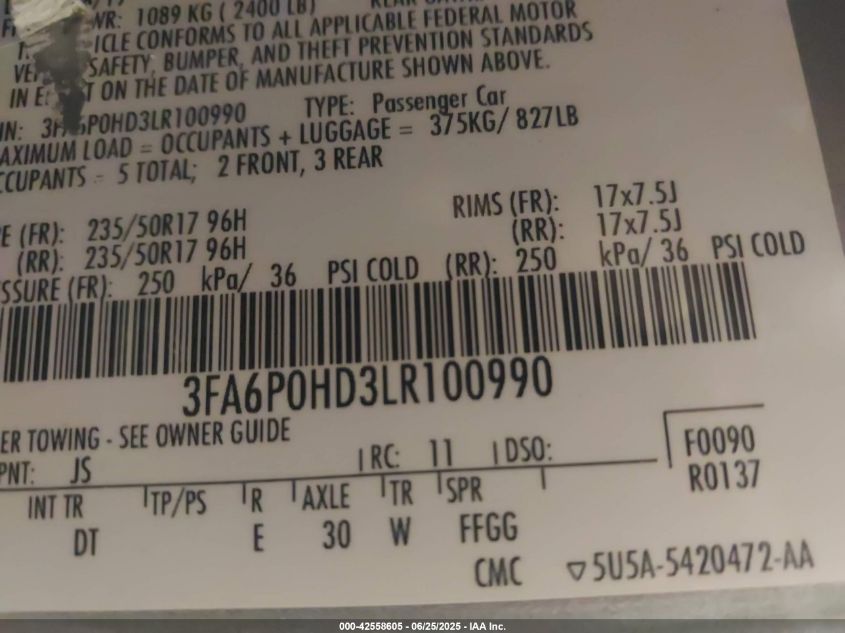 WR: 1089 KG ( 2400 LB)
ICLE CONFORMS TO ALL APPLICABLE FEDERAL MOTOR
SAFETY, BUMPER, AND THEFT PREVENTION STANDARDS
IN E T ON THE DATE OF MANUFACTURE SHOWN ABOVE.
IN: 3FA6P0HD3LR100990 TYPE: Passenger Car
AXIMUM LOAD = OCCUPANTS + LUGGAGE = 375KG/ 827LB
CCUPANTS = 5 TOTAL; 2 FRONT, 3 REAR
E (FR): 235/50R17 96H RIMS (FR): 17x7.5J
(RR): 235/50R17 96H (RR): 17x7.5J
SSURE (FR): 250 kPa/ 36 PSI COLD (RR): 250 kPa/ 36 PSI COLD
3FA6P0HD3LR100990
ER TOWING - SEE OWNER GUIDE
PNT: JS RC: 11 DSO: F0090
R0137
INT TR TP/PS R AXLE TR SPR
DT E 30 W FFGG
CMC ▽5U5A-5420472-AA
000-42558605 - 06/25/2025 - IAA Inc.